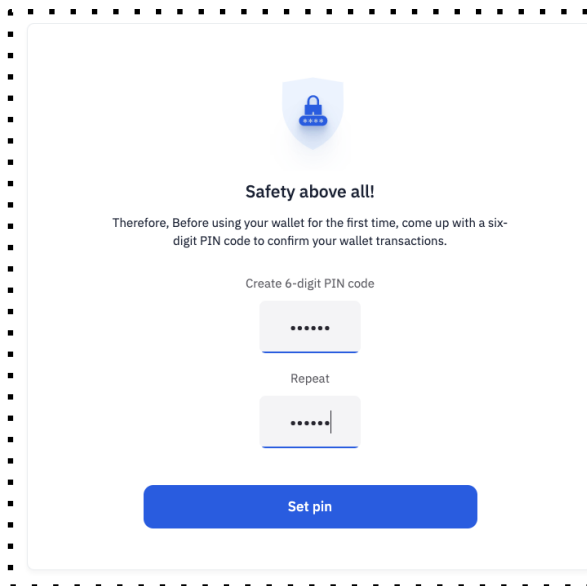 Safety above all!
Therefore, Before using your wallet for the first time, come up with a six-
digit PIN code to confirm your wallet transactions.
Create 6-digit PIN code
••••••
Repeat
••••••
Set pin